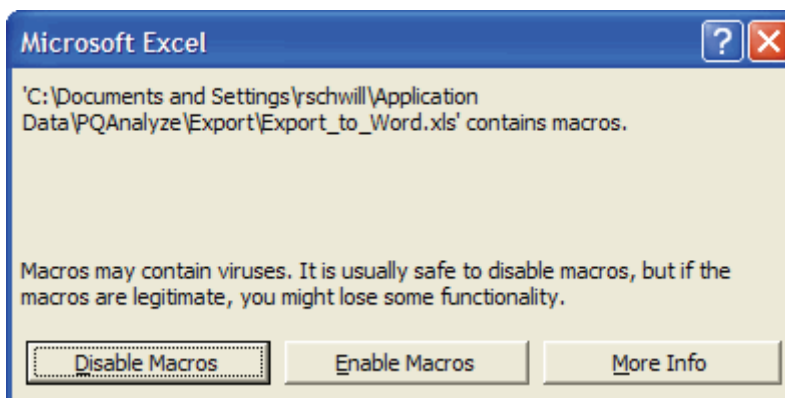 Microsoft Excel
'C:\Documents and Settings\rschwill\Application
Data\PQAnalyze\Export\Export_to_Word.xls' contains macros.
Macros may contain viruses. It is usually safe to disable macros, but if the
macros are legitimate, you might lose some functionality.
Disable Macros
Enable Macros
More Info